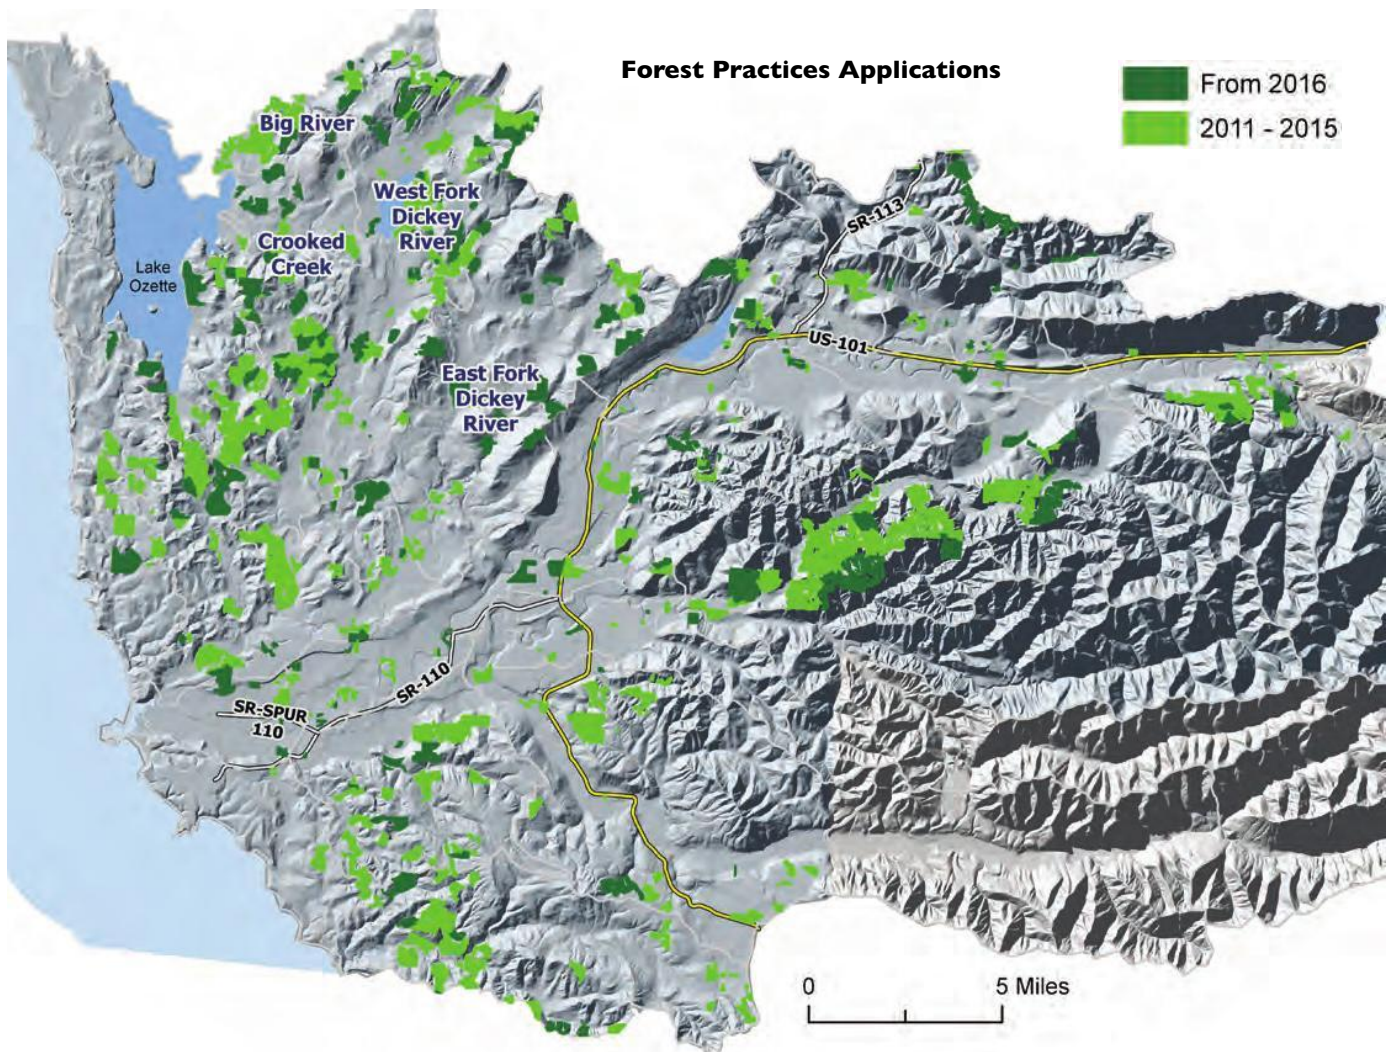 Forest Practices Applications
From 2016
2011 - 2015
Big River
West Fork
Dickey
River
SR-113
Crooked
Creek
Lake
Ozette
US-101
East Fork
Dickey
River
SR-110
SR-SPUR
110
0
5 Miles